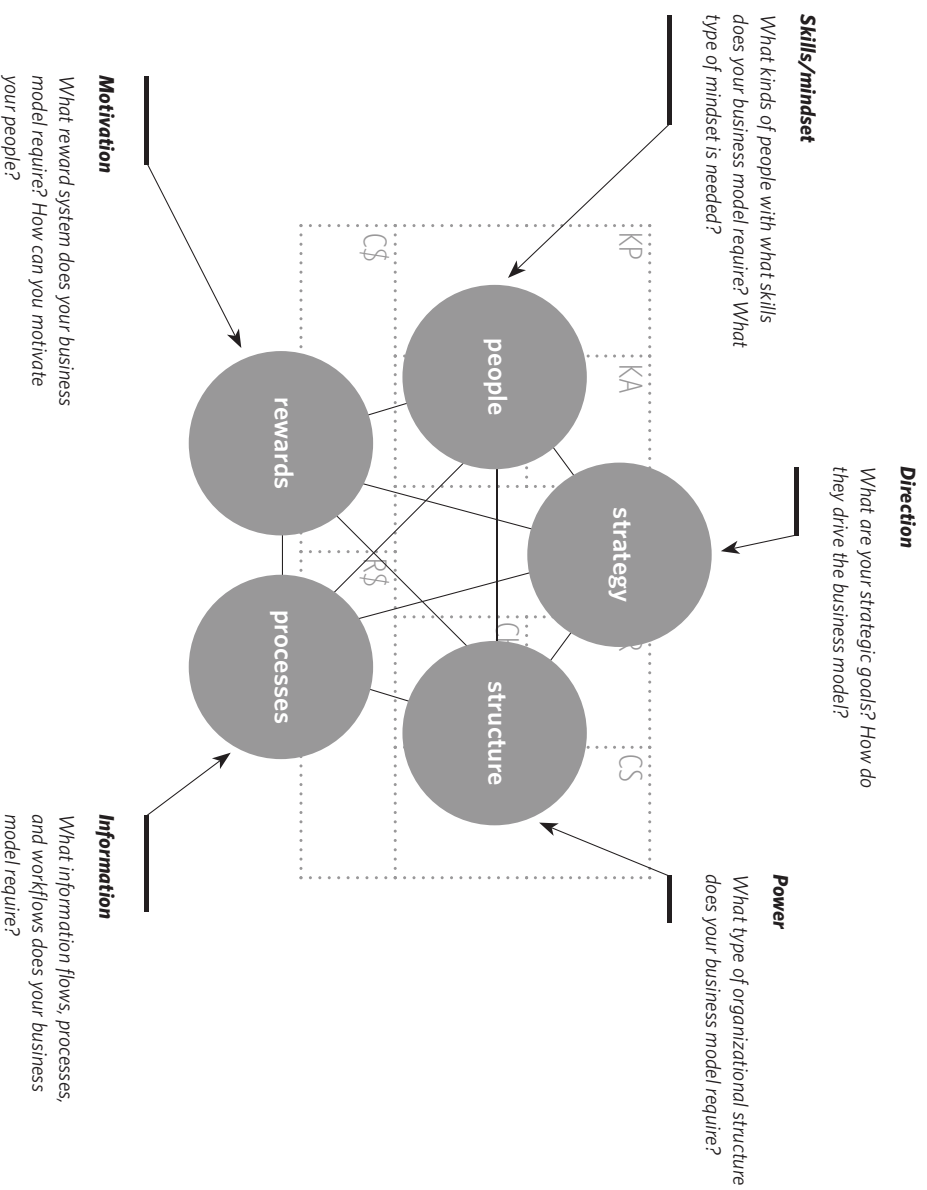 Direction
What are your strategic goals? How do
they drive the business model?
Skills/mindset
What kinds of people with what skills
does your business model require? What
type of mindset is needed?
Power
What type of organizational structure
does your business model require?
KP
KA
CS
strategy
people
structure
C$
R$
rewards
processes
Motivation
What reward system does your business
model require? How can you motivate
your people?
Information
What information flows, processes,
and workflows does your business
model require?